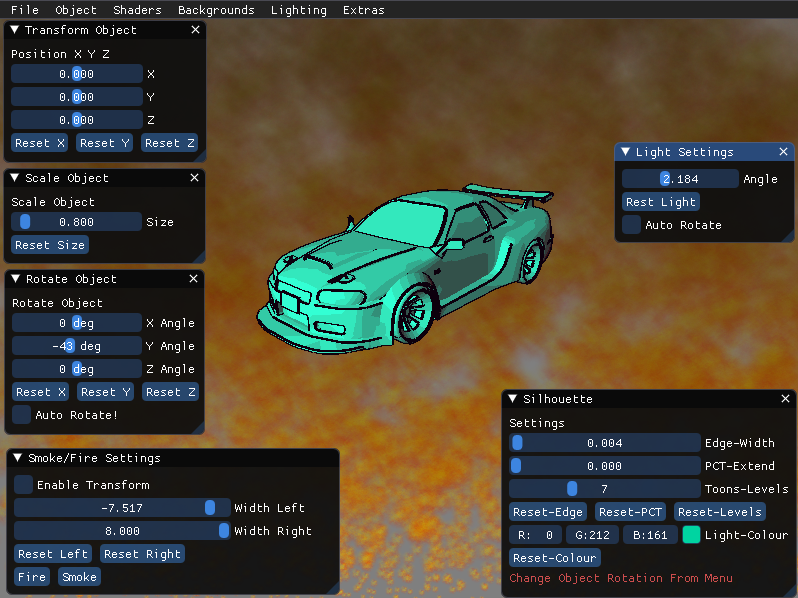 File Object Shaders Backgrounds Lighting Extras
Transform Object
Position X Y Z
0.000 X
0.000 Y
0.000 Z
Reset X Reset Y Reset Z
Scale Object
Scale Object
0.800 Size
Reset Size
Rotate Object
Rotate Object
0 deg X Angle
-43 deg Y Angle
0 deg Z Angle
Reset X Reset Y Reset Z
Auto Rotate!
Smoke/Fire Settings
Enable Transform
-7.517 Width Left
8.000 Width Right
Reset Left Reset Right
Fire Smoke
Light Settings
2.184 Angle
Rest Light
Auto Rotate
Silhouette
Settings
0.004 Edge-Width
0.000 PCT-Extend
7 Toons-Levels
Reset-Edge Reset-PCT Reset-Levels
R: 0 G:212 B:161 Light-Colour
Reset-Colour
Change Object Rotation From Menu